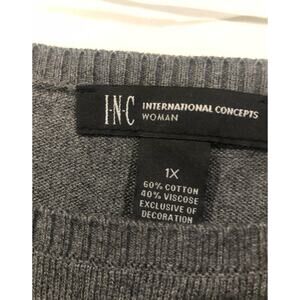 I·N·C INTERNATIONAL CONCEPTS
WOMAN
1X
60% COTTON
40% VISCOSE
EXCLUSIVE OF
DECORATION